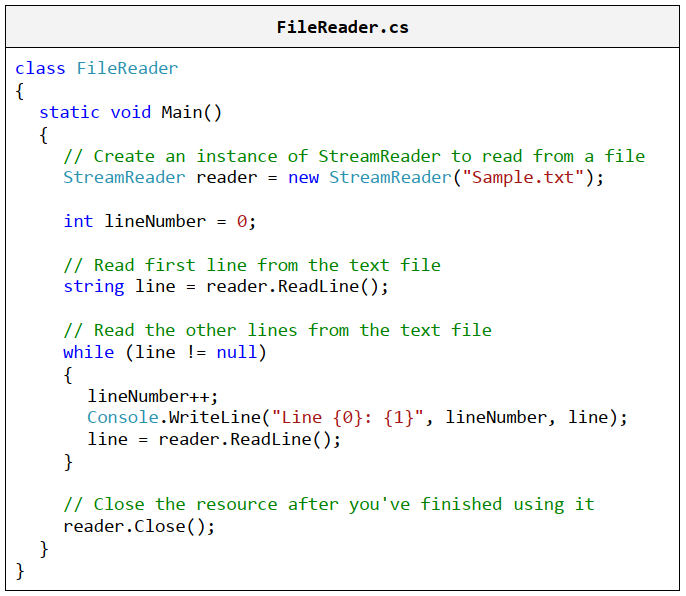 FileReader.cs
class FileReader
{
static void Main()
{
// Create an instance of StreamReader to read from a file
StreamReader reader = new StreamReader("Sample.txt");
int lineNumber = 0;
// Read first line from the text file
string line = reader.ReadLine();
// Read the other lines from the text file
while (line != null)
{
lineNumber++;
Console.WriteLine("Line {0}: {1}", lineNumber, line);
line = reader.ReadLine();
}
// Close the resource after you've finished using it
reader.Close();
}
}